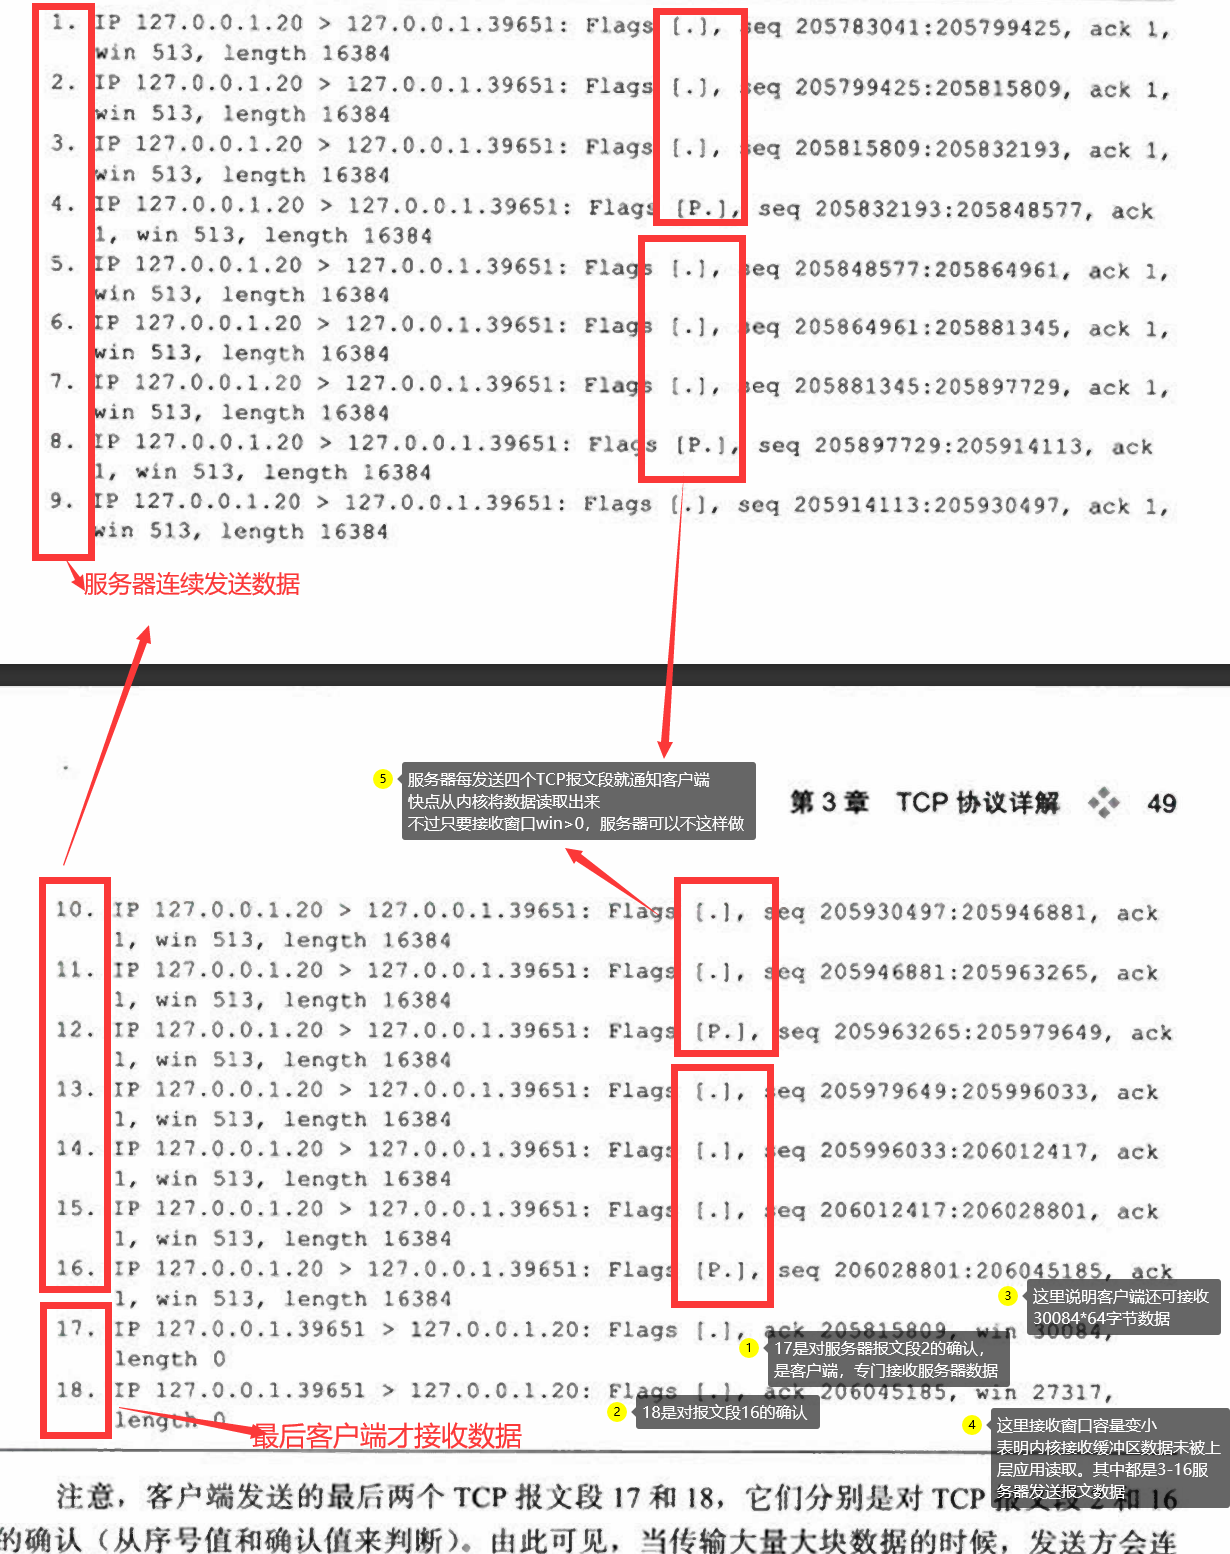 1. IP 127.0.0.1.20 > 127.0.0.1.39651: Flags [.], seq 205783041:205799425, ack 1,
win 513, length 16384
2. IP 127.0.0.1.20 > 127.0.0.1.39651: Flags [.], seq 205799425:205815809, ack 1,
win 513, length 16384
3. IP 127.0.0.1.20 > 127.0.0.1.39651: Flags [.], seq 205815809:205832193, ack 1,
win 513, length 16384
4. IP 127.0.0.1.20 > 127.0.0.1.39651: Flags [P.], seq 205832193:205848577, ack
1, win 513, length 16384
5. IP 127.0.0.1.20 > 127.0.0.1.39651: Flags [.], seq 205848577:205864961, ack 1,
win 513, length 16384
6. IP 127.0.0.1.20 > 127.0.0.1.39651: Flags [.], seq 205864961:205881345, ack 1,
win 513, length 16384
7. IP 127.0.0.1.20 > 127.0.0.1.39651: Flags [.], seq 205881345:205897729, ack 1,
win 513, length 16384
8. IP 127.0.0.1.20 > 127.0.0.1.39651: Flags [P.], seq 205897729:205914113, ack
1, win 513, length 16384
9. IP 127.0.0.1.20 > 127.0.0.1.39651: Flags [.], seq 205914113:205930497, ack 1,
win 513, length 16384
服务器连续发送数据
5 服务器每发送四个TCP报文段就通知客户端
快点从内核将数据读取出来
不过只要接收窗口win>0，服务器可以不这样做
第 3 章 TCP 协议详解 49
10. IP 127.0.0.1.20 > 127.0.0.1.39651: Flags [.], seq 205930497:205946881, ack
1, win 513, length 16384
11. IP 127.0.0.1.20 > 127.0.0.1.39651: Flags [.], seq 205946881:205963265, ack
1, win 513, length 16384
12. IP 127.0.0.1.20 > 127.0.0.1.39651: Flags [P.], seq 205963265:205979649, ack
1, win 513, length 16384
13. IP 127.0.0.1.20 > 127.0.0.1.39651: Flags [.], seq 205979649:205996033, ack
1, win 513, length 16384
14. IP 127.0.0.1.20 > 127.0.0.1.39651: Flags [.], seq 205996033:206012417, ack
1, win 513, length 16384
15. IP 127.0.0.1.20 > 127.0.0.1.39651: Flags [.], seq 206012417:206028801, ack
1, win 513, length 16384
16. IP 127.0.0.1.20 > 127.0.0.1.39651: Flags [P.], seq 206028801:206045185, ack
1, win 513, length 16384
3 这里说明客户端还可接收
30084*64字节数据
17. IP 127.0.0.1.39651 > 127.0.0.1.20: Flags [.], ack 205815809, win 30084,
length 0
1 17是对服务器报文段2的确认，
是客户端，专门接收服务器数据
18. IP 127.0.0.1.39651 > 127.0.0.1.20: Flags [.], ack 206045185, win 27317,
length 0
2 18是对报文段16的确认
最后客户端才接收数据
4 这里接收窗口容量变小
表明内核接收缓冲区数据未被上
层应用读取。其中都是3-16服
务器发送报文数据
注意，客户端发送的最后两个 TCP 报文段 17 和 18，它们分别是对 TCP 报文段 2 和 16
的确认（从序号值和确认值来判断）。由此可见，当传输大量大块数据的时候，发送方会连